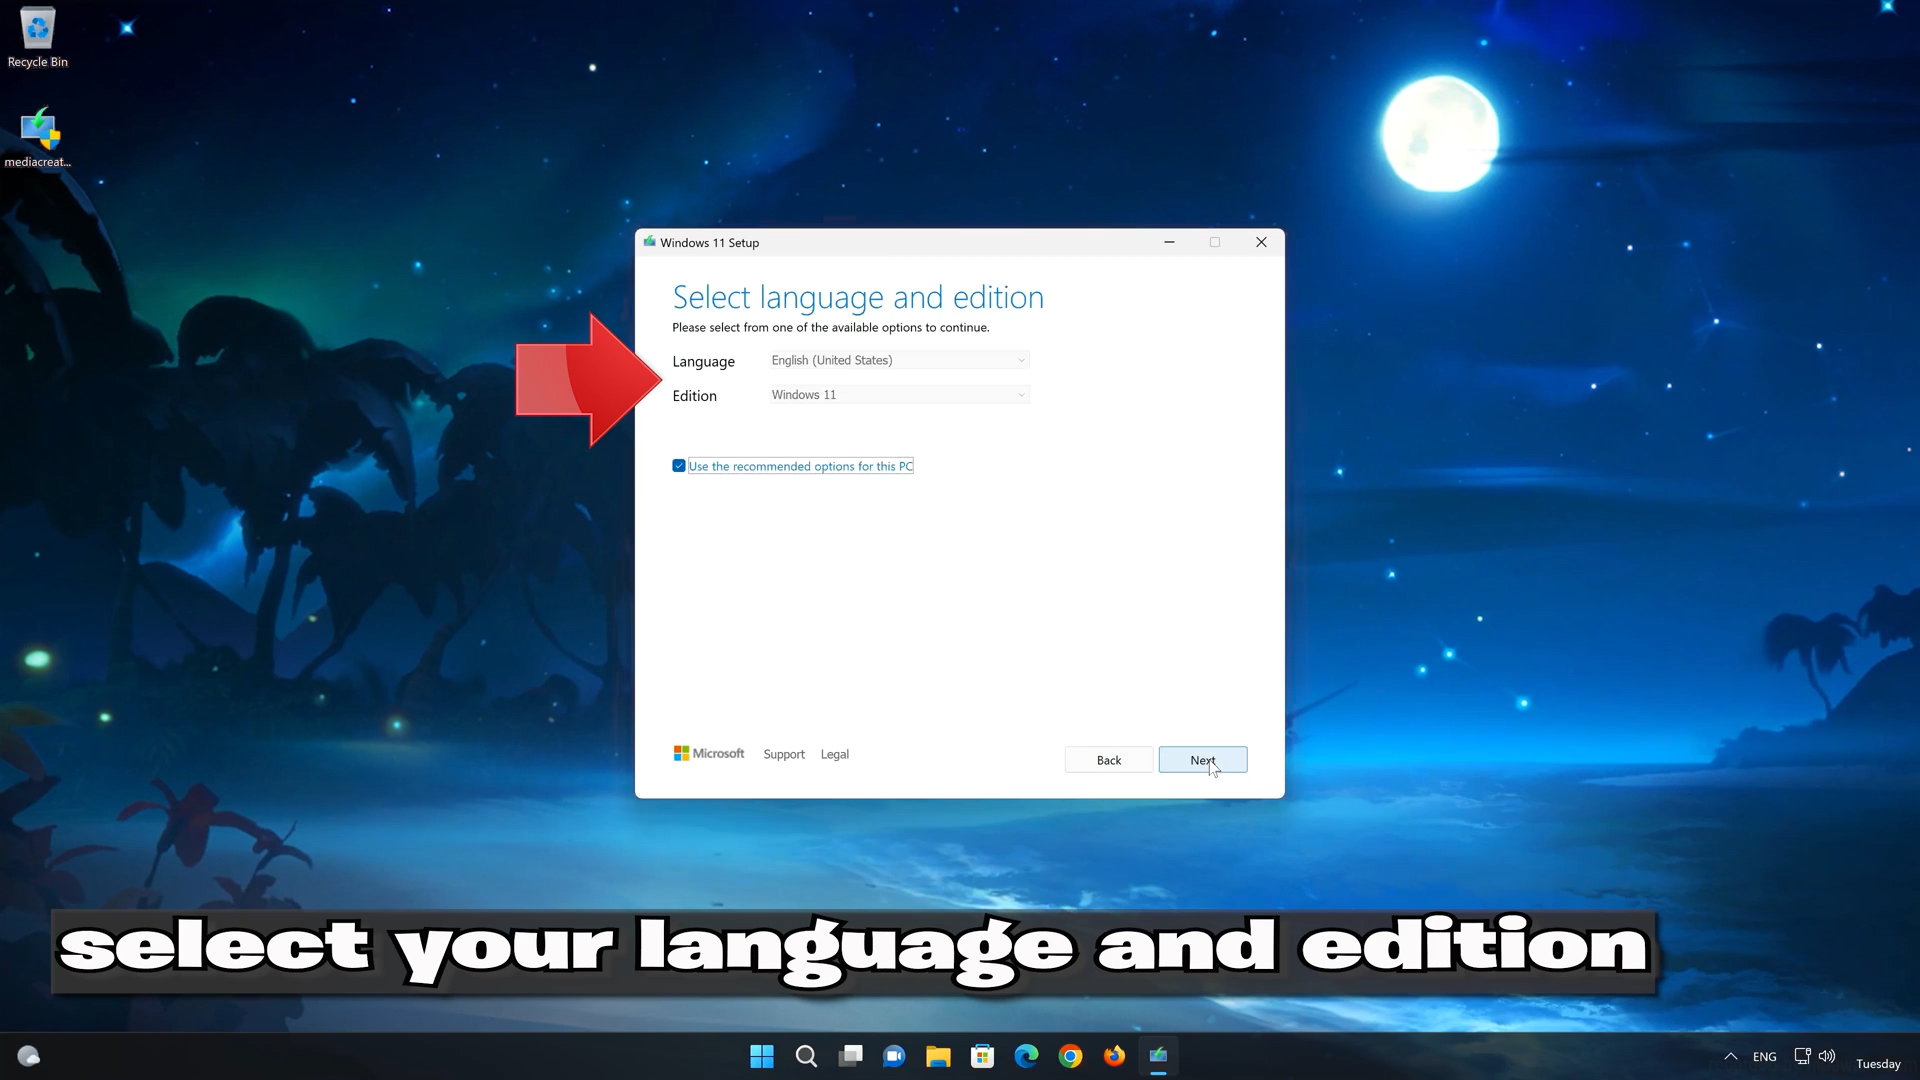 Recycle Bin
mediacreat...
Windows 11 Setup
Select language and edition
Please select from one of the available options to continue.
Language English (United States)
Edition Windows 11
Use the recommended options for this PC
Microsoft Support Legal Back Next
select your language and edition
ENG
Tuesday